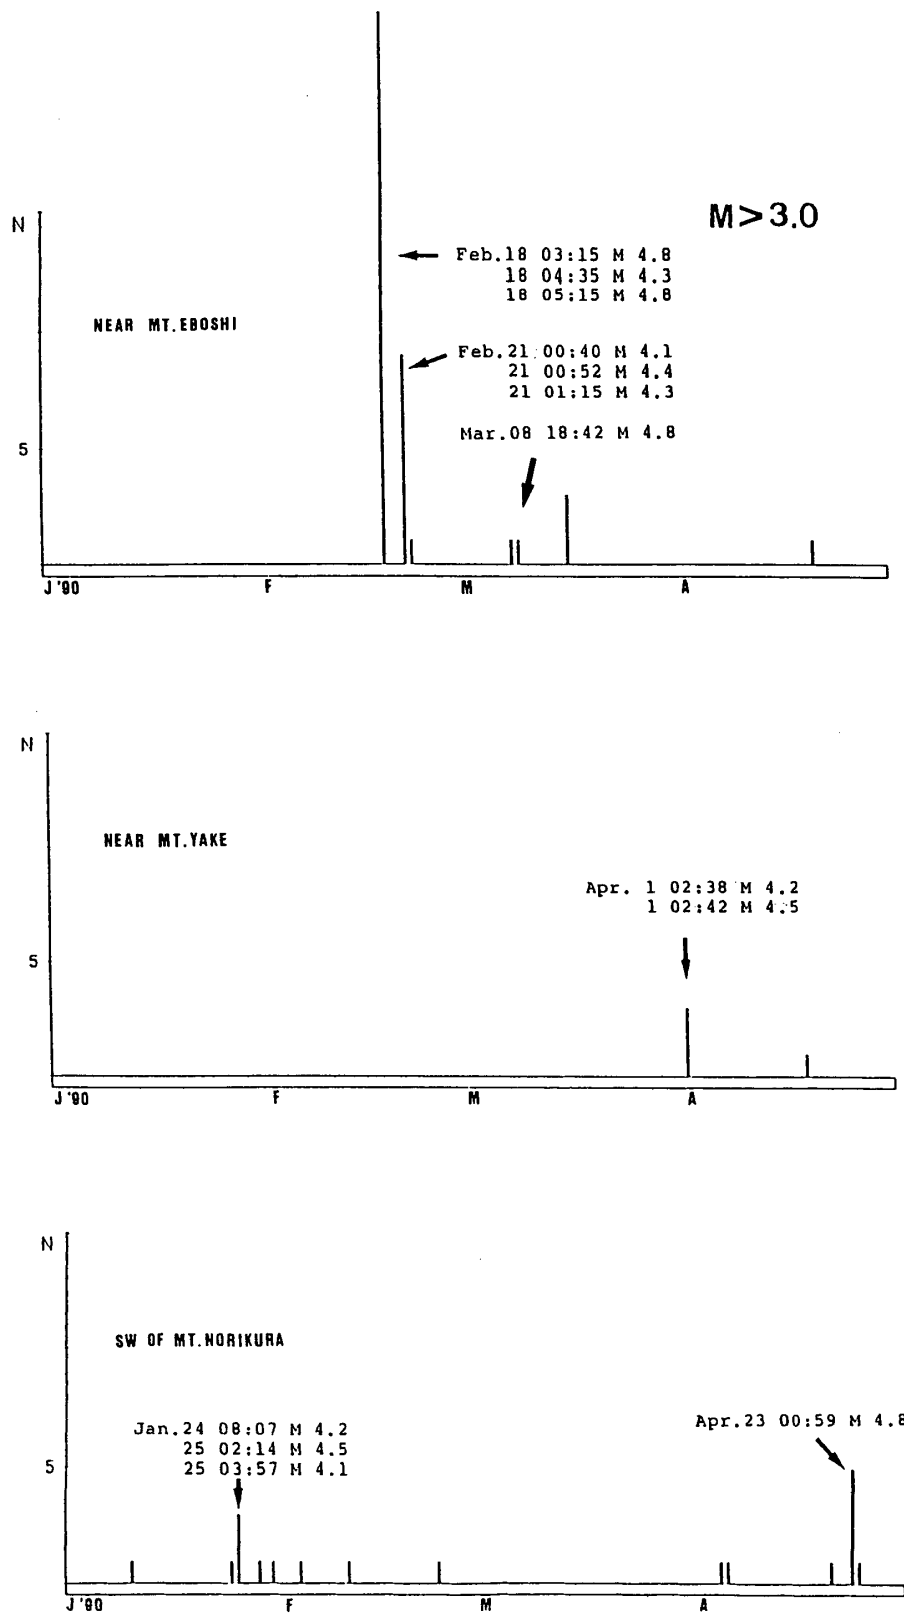 N
M>3.0
Feb.18 03:15 M 4.8
18 04:35 M 4.3
18 05:15 M 4.8
NEAR MT.EBOSHI
Feb.21 00:40 M 4.1
21 00:52 M 4.4
21 01:15 M 4.3
Mar.08 18:42 M 4.8
5
J '90 F M A
N
NEAR MT.YAKE
Apr. 1 02:38 M 4.2
1 02:42 M 4.5
5
J '90 F M A
N
SW OF MT.NORIKURA
Jan.24 08:07 M 4.2
25 02:14 M 4.5
25 03:57 M 4.1
Apr.23 00:59 M 4.8
5
J '90 F M A